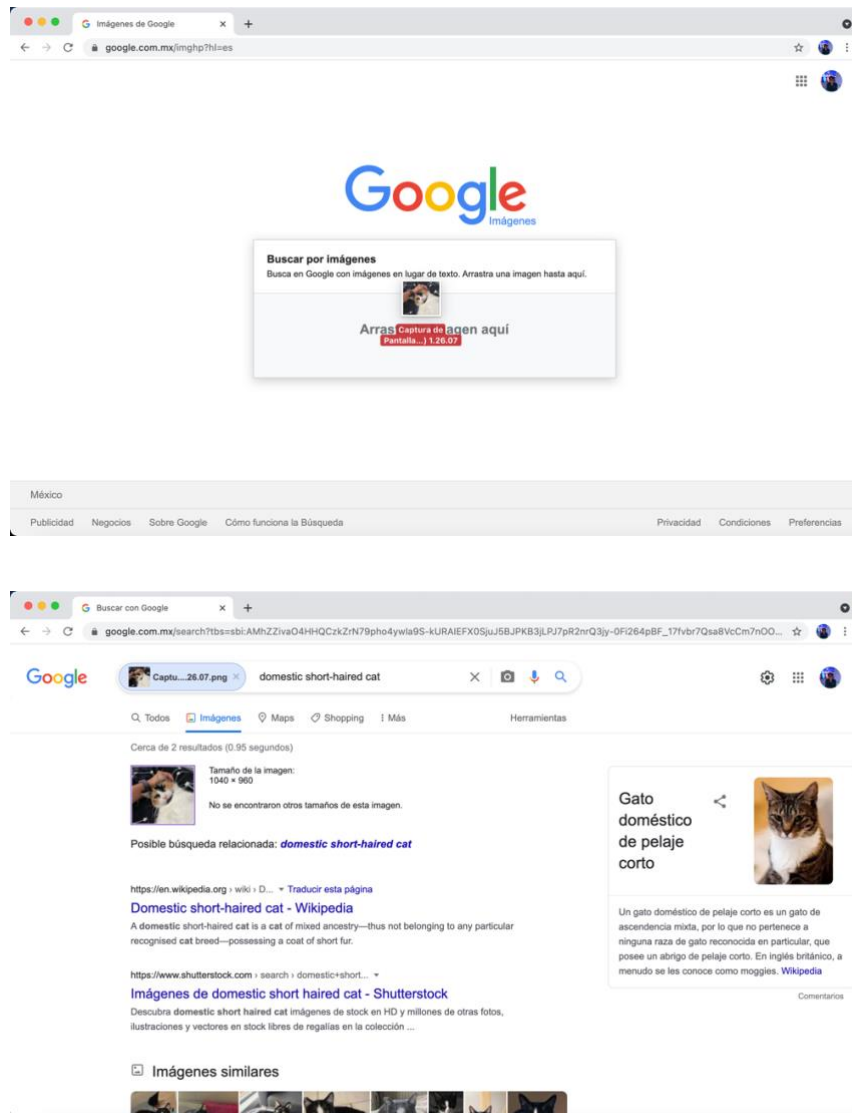 Imágenes de Google
google.com.mx/imghp?hl=es
Google
Imágenes
Buscar por imágenes
Busca en Google con imágenes en lugar de texto. Arrastra una imagen hasta aquí.
Captura de
agen aquí
Pantalla...) 1.26.07
México
Publicidad Negocios Sobre Google Cómo funciona la Búsqueda Privacidad Condiciones Preferencias
Buscar con Google
Google
Captu....26.07.png
domestic short-haired cat
Todos Imágenes Maps Shopping Más Herramientas
Cerca de 2 resultados (0.95 segundos)
Tamaño de la imagen:
1040 × 960
No se encontraron otros tamaños de esta imagen.
Posible búsqueda relacionada: domestic short-haired cat
https://en.wikipedia.org › wiki › D... Traducir esta página
Domestic short-haired cat - Wikipedia
A domestic short-haired cat is a cat of mixed ancestry—thus not belonging to any particular
recognised cat breed—possessing a coat of short fur.
https://www.shutterstock.com › search › domestic+short...
Imágenes de domestic short haired cat - Shutterstock
Descubra domestic short haired cat imágenes de stock en HD y millones de otras fotos,
ilustraciones y vectores en stock libres de regalías en la colección ...
Imágenes similares
Gato
doméstico
de pelaje
corto
Un gato doméstico de pelaje corto es un gato de
ascendencia mixta, por lo que no pertenece a
ninguna raza de gato reconocida en particular, que
posee un abrigo de pelaje corto. En inglés británico, a
menudo se les conoce como moggies. Wikipedia
Comentarios